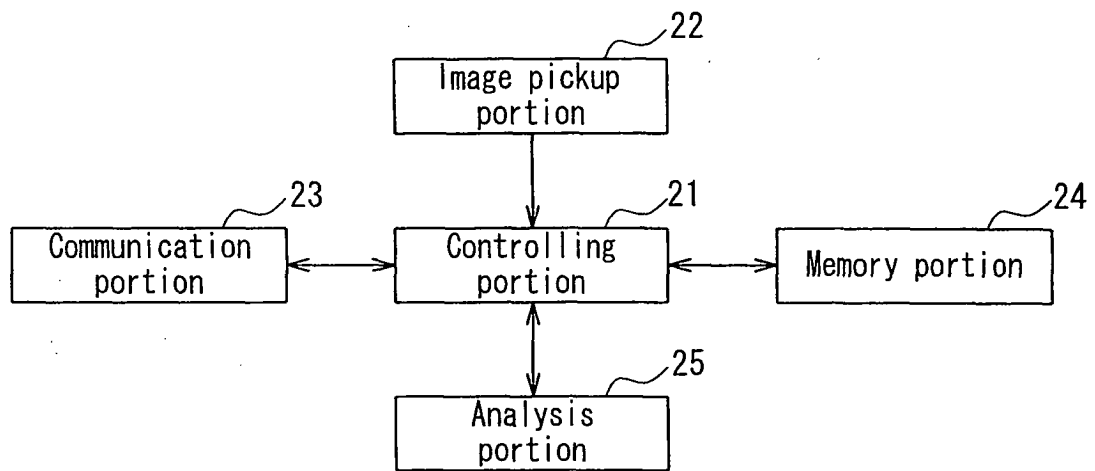 22
Image pickup
portion
23
Communication
portion
21
Controlling
portion
24
Memory portion
25
Analysis
portion